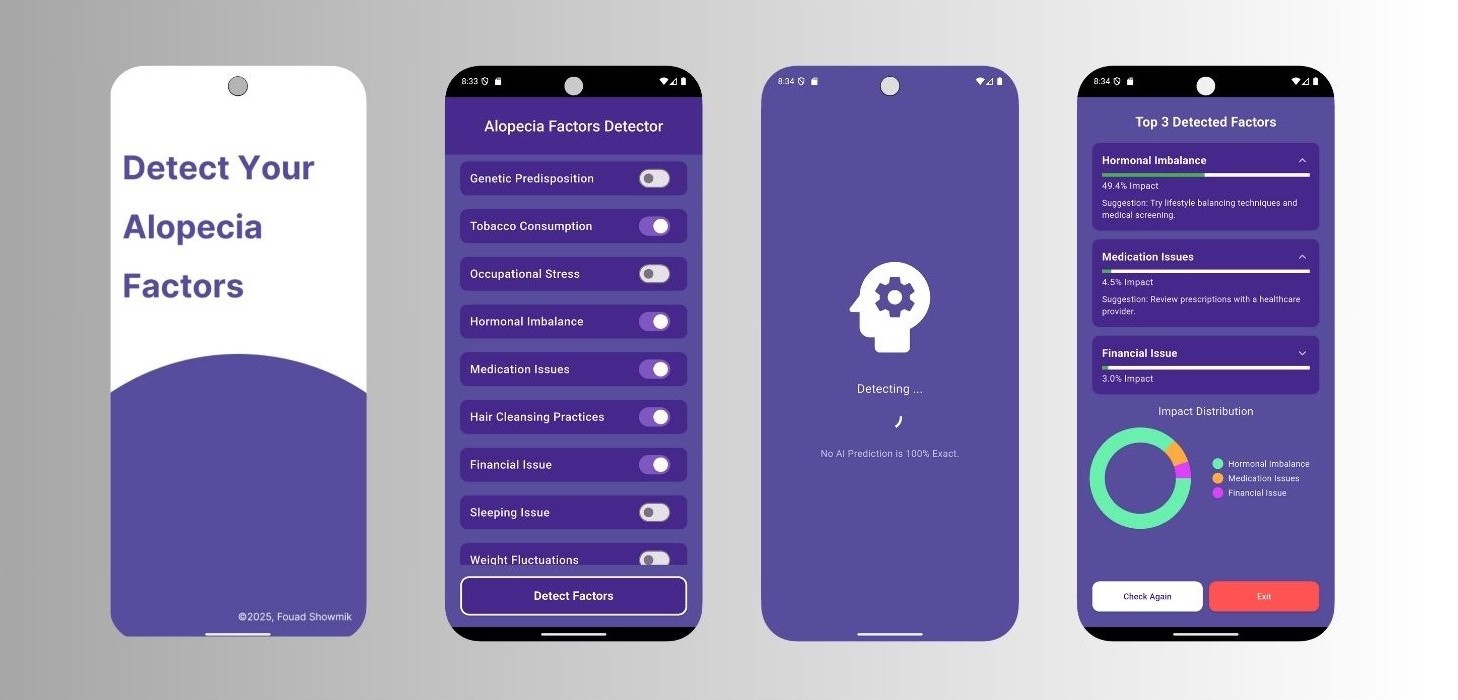 Detect Your
Alopecia
Factors
©2025, Fouad Showmik
8:33
Alopecia Factors Detector
Genetic Predisposition
Tobacco Consumption
Occupational Stress
Hormonal Imbalance
Medication Issues
Hair Cleansing Practices
Financial Issue
Sleeping Issue
Weight Fluctuations
Detect Factors
8:34
Detecting ...
No AI Prediction is 100% Exact.
8:34
Top 3 Detected Factors
Hormonal Imbalance
49.4% Impact
Suggestion: Try lifestyle balancing techniques and
medical screening.
Medication Issues
4.5% Impact
Suggestion: Review prescriptions with a healthcare
provider.
Financial Issue
3.0% Impact
Impact Distribution
Hormonal Imbalance
Medication Issues
Financial Issue
Check Again
Exit